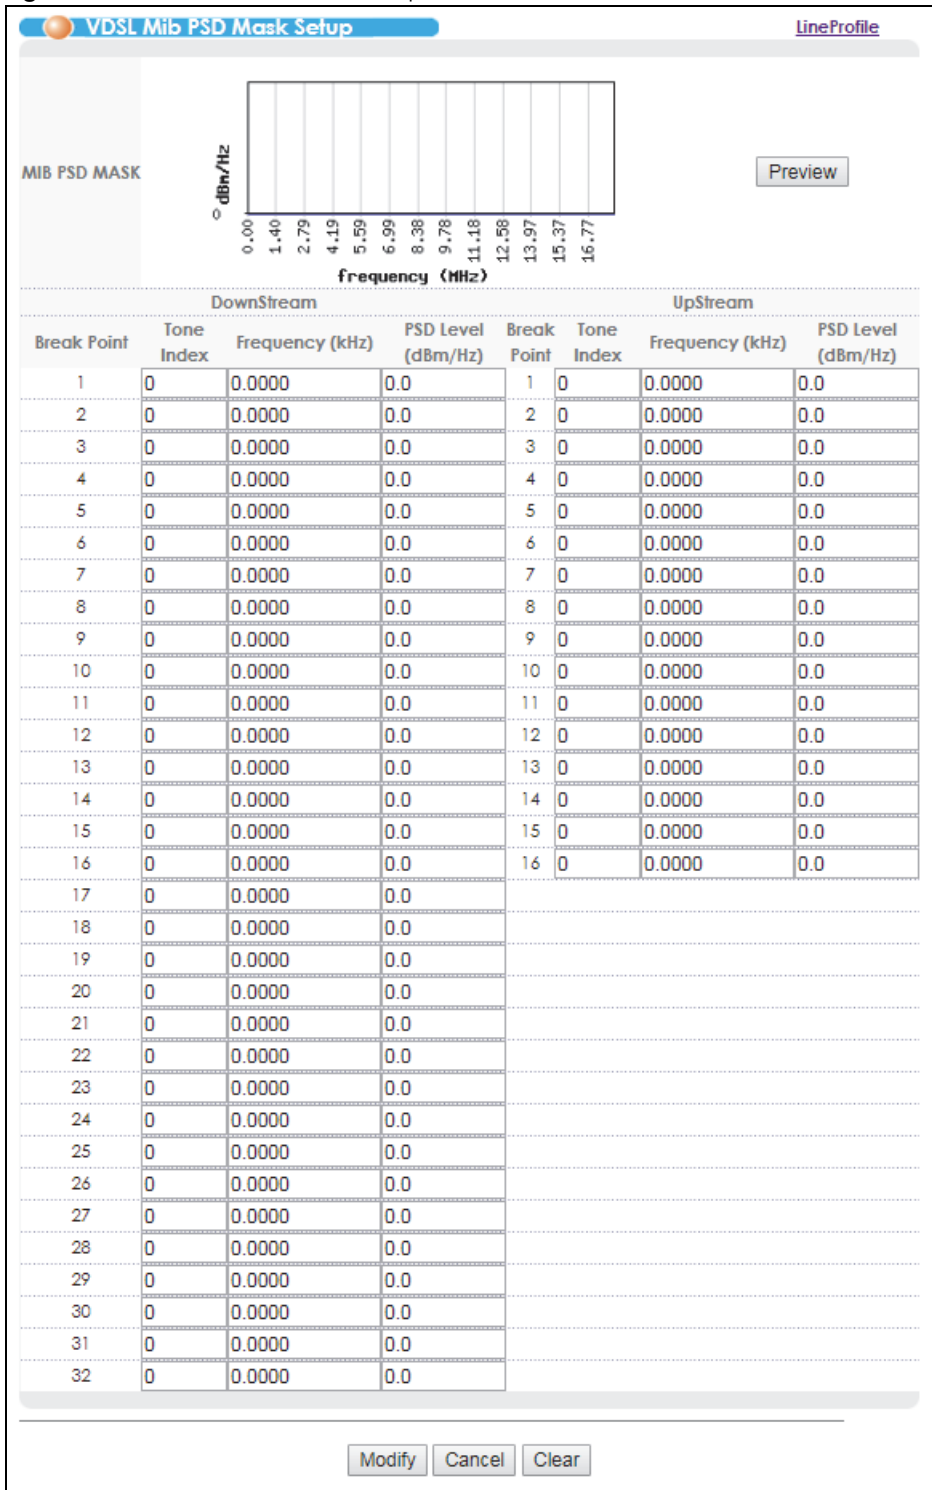 VDSL Mib PSD Mask Setup LineProfile
MIB PSD MASK
dBm/Hz
0
Preview
0.00 1.40 2.79 4.19 5.59 6.99 8.38 9.78 11.18 12.58 13.97 15.37 16.77
frequency (MHz)
DownStream UpStream
Break Point Tone Index Frequency (kHz) PSD Level (dBm/Hz) Break Point Tone Index Frequency (kHz) PSD Level (dBm/Hz)
1 0 0.0000 0.0 1 0 0.0000 0.0
2 0 0.0000 0.0 2 0 0.0000 0.0
3 0 0.0000 0.0 3 0 0.0000 0.0
4 0 0.0000 0.0 4 0 0.0000 0.0
5 0 0.0000 0.0 5 0 0.0000 0.0
6 0 0.0000 0.0 6 0 0.0000 0.0
7 0 0.0000 0.0 7 0 0.0000 0.0
8 0 0.0000 0.0 8 0 0.0000 0.0
9 0 0.0000 0.0 9 0 0.0000 0.0
10 0 0.0000 0.0 10 0 0.0000 0.0
11 0 0.0000 0.0 11 0 0.0000 0.0
12 0 0.0000 0.0 12 0 0.0000 0.0
13 0 0.0000 0.0 13 0 0.0000 0.0
14 0 0.0000 0.0 14 0 0.0000 0.0
15 0 0.0000 0.0 15 0 0.0000 0.0
16 0 0.0000 0.0 16 0 0.0000 0.0
17 0 0.0000 0.0
18 0 0.0000 0.0
19 0 0.0000 0.0
20 0 0.0000 0.0
21 0 0.0000 0.0
22 0 0.0000 0.0
23 0 0.0000 0.0
24 0 0.0000 0.0
25 0 0.0000 0.0
26 0 0.0000 0.0
27 0 0.0000 0.0
28 0 0.0000 0.0
29 0 0.0000 0.0
30 0 0.0000 0.0
31 0 0.0000 0.0
32 0 0.0000 0.0
Modify Cancel Clear